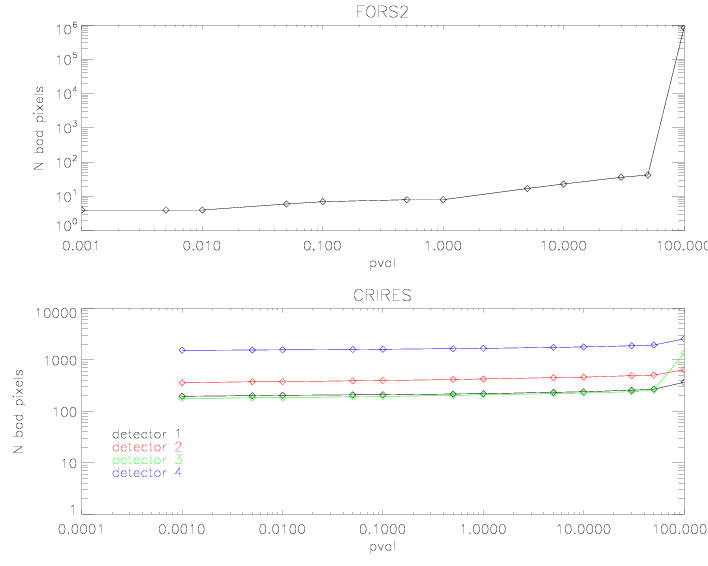 FORS2
10^6
10^5
10^4
10^3
10^2
10^1
10^0
N bad pixels
0.001 0.010 0.100 1.000 10.000 100.000
pval
CRIRES
10000
1000
100
10
1
N bad pixels
detector 1
detector 2
detector 3
detector 4
0.0001 0.0010 0.0100 0.1000 1.0000 10.0000 100.000
pval